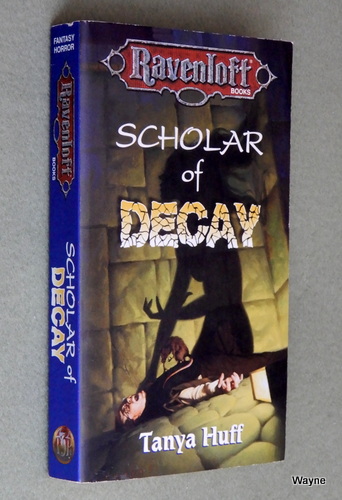 FANTASY
HORROR
Ravenloft
BOOKS
SCHOLAR of
DECAY
Ravenloft
BOOKS
SCHOLAR
of
DECAY
Tanya Huff
Wayne